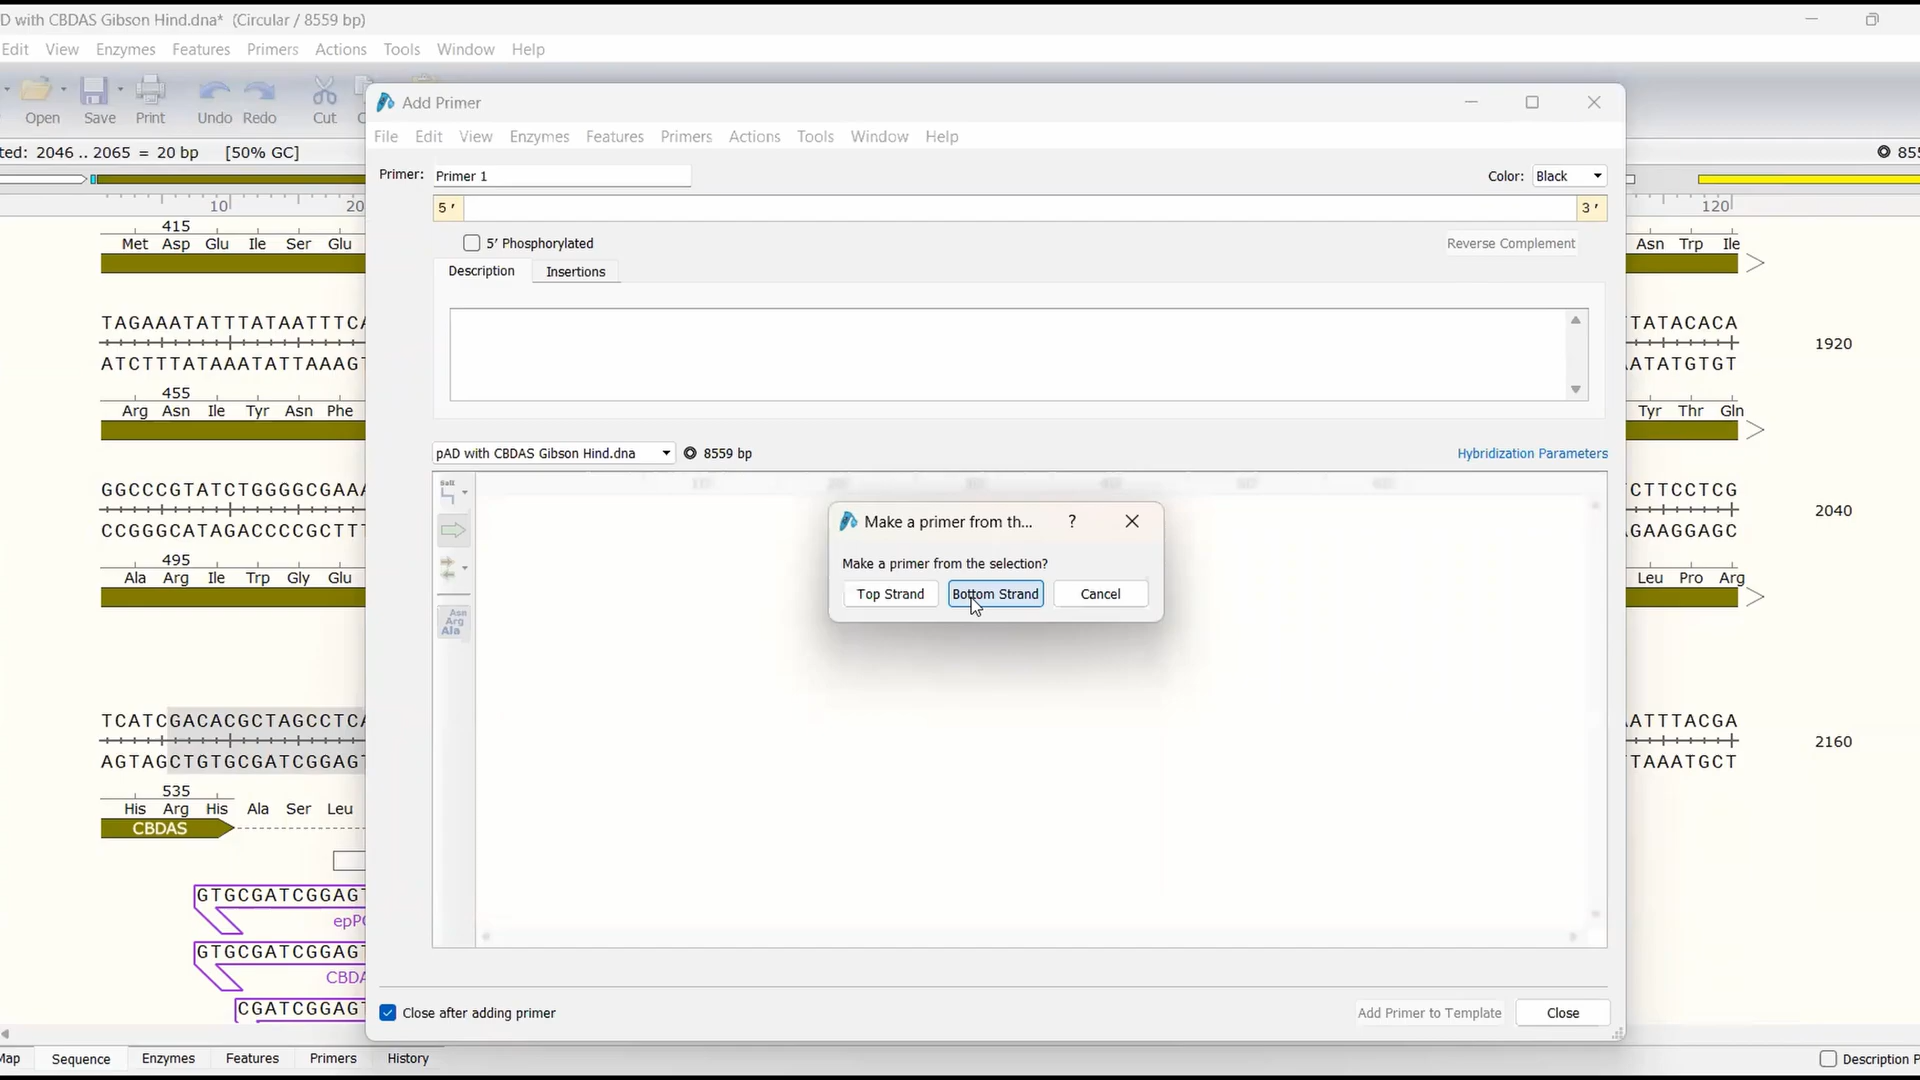 D with CBDAS Gibson Hind.dna* (Circular / 8559 bp)
Edit View Enzymes Features Primers Actions Tools Window Help
Open Save Print Undo Redo Cut
Add Primer
File Edit View Enzymes Features Primers Actions Tools Window Help
ted: 2046 .. 2065 = 20 bp [50% GC]
855
Primer: Primer 1
Color: Black
10 20
120
5′ 3′
415
Met Asp Glu Ile Ser Glu
Asn Trp Ile
5′ Phosphorylated
Reverse Complement
Description Insertions
TAGAAATATTTATAATTTCA
TATACACA
1920
ATCTTTATAAATATTAAAGT
ATATGTGT
455
Arg Asn Ile Tyr Asn Phe
Tyr Thr Gln
pAD with CBDAS Gibson Hind.dna 8559 bp
Hybridization Parameters
GGCCCGTATCTGGGGCGAAA
CTTCCTCG
2040
CCGGGCATAGACCCCGCTTT
GAAGGAGC
Make a primer from th... ?
Make a primer from the selection?
Top Strand Bottom Strand Cancel
495
Ala Arg Ile Trp Gly Glu
Leu Pro Arg
Asn
Arg
Ala
TCATCGACACGCTAGCCTCA
ATTTACGA
2160
AGTAGCTGTGCGATCGGAGT
TAAATGCT
535
His Arg His Ala Ser Leu
CBDAS
GTGCGATCGGAGT
epP
GTGCGATCGGAGT
CBDA
CGATCGGAGT
Close after adding primer
Add Primer to Template Close
Map Sequence Enzymes Features Primers History
Description P